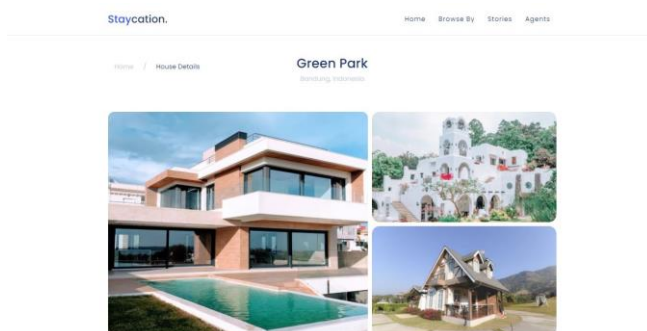 Staycation.
Home Browse By Stories Agents
Home / House Details
Green Park
Bandung, Indonesia